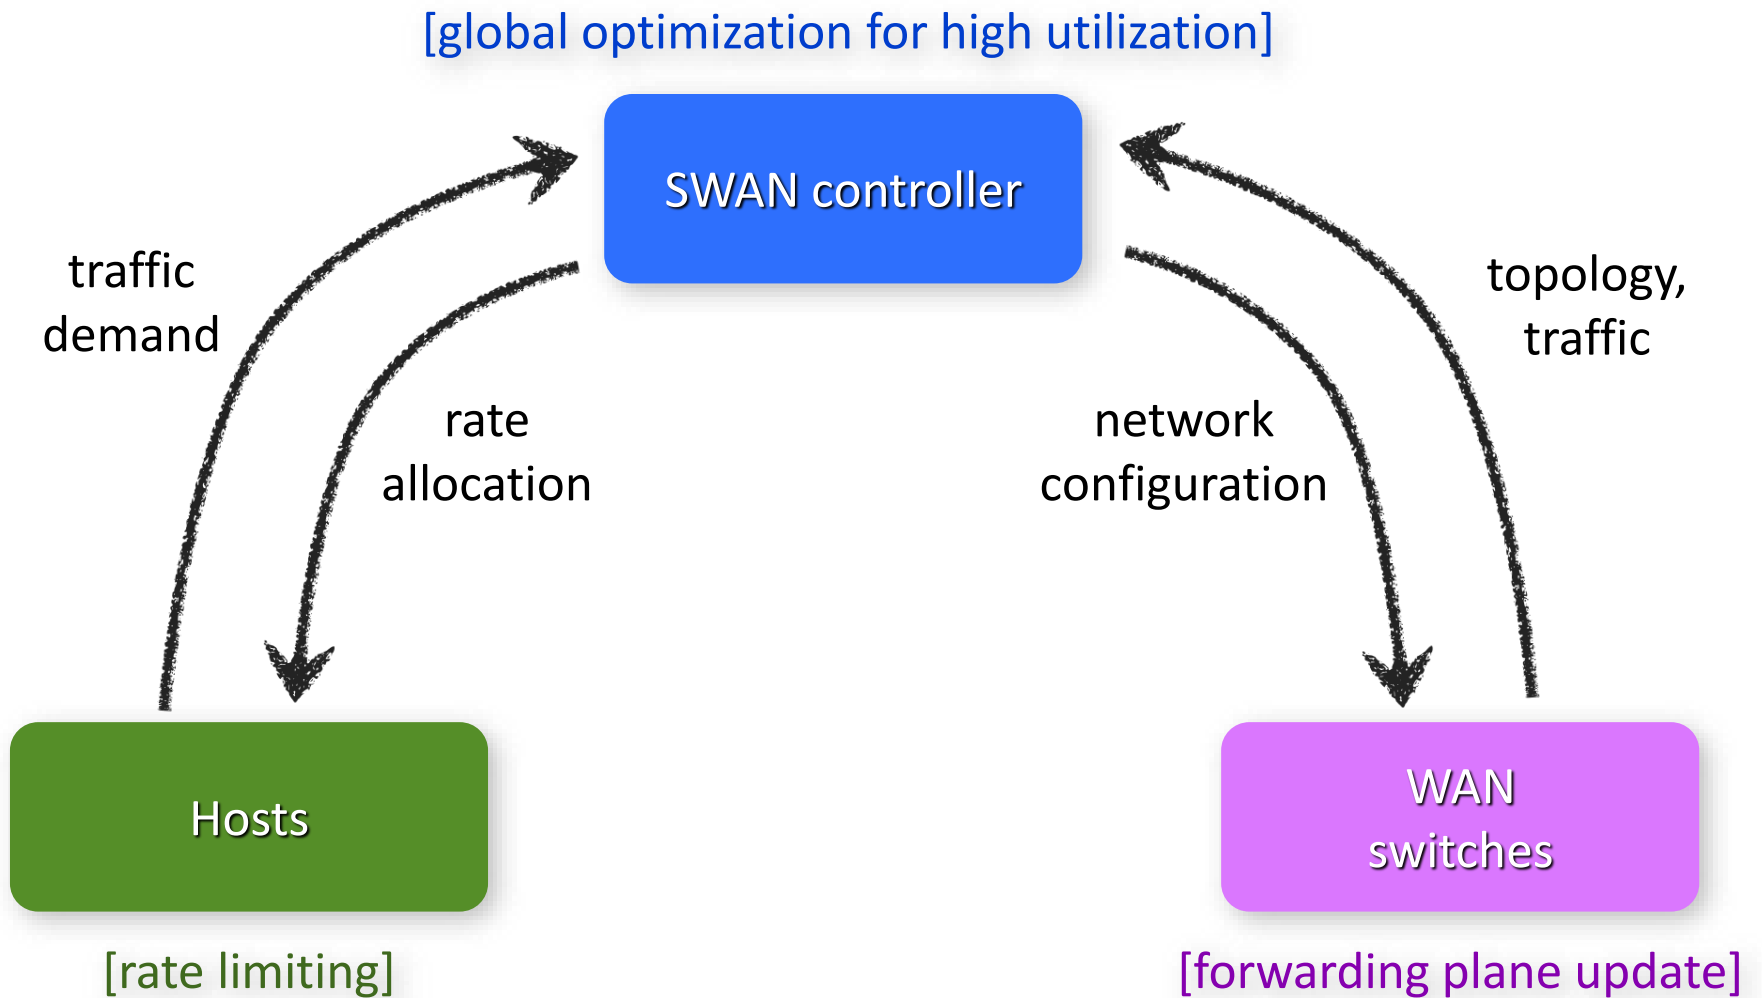 [global optimization for high utilization]
SWAN controller
traffic
demand
rate
allocation
network
configuration
topology,
traffic
Hosts
WAN
switches
[rate limiting]
[forwarding plane update]